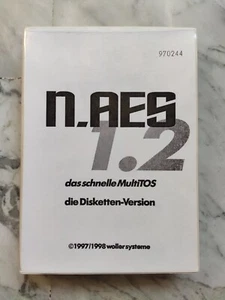 970244
N.AES
1.2
das schnelle MultiTOS
die Disketten-Version
©1997/1998 woller systeme